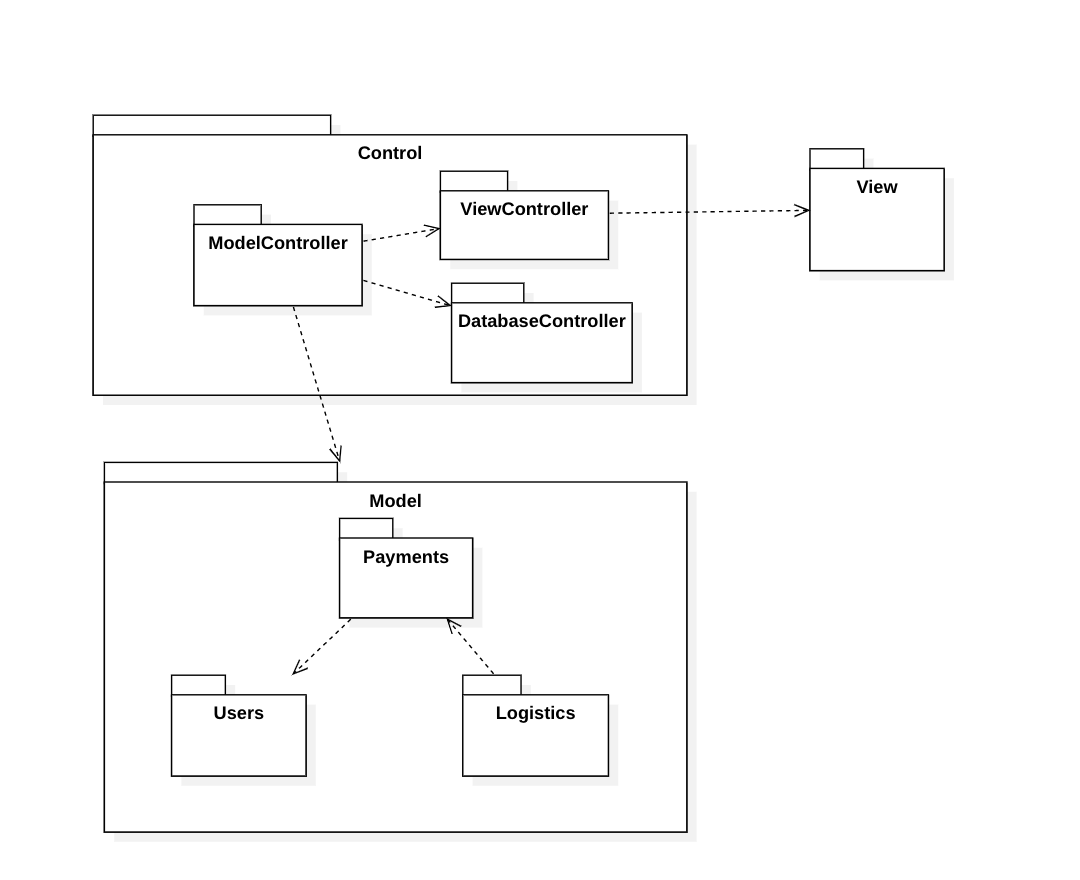 Control
View
ViewController
ModelController
DatabaseController
Model
Payments
Users
Logistics